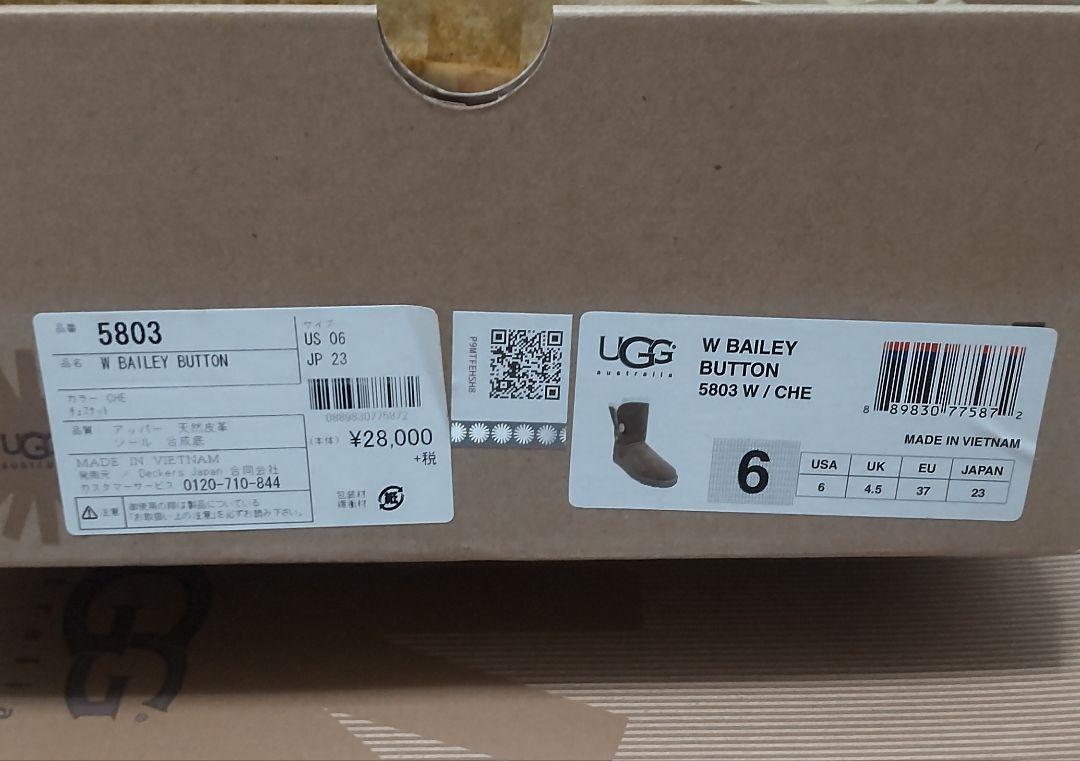 品番 5803
品名 W BAILEY BUTTON
カラー CHE
チェスナット
品質 アッパー 天然皮革
ソール 合成底
MADE IN VIETNAM
発売元 / Deckers Japan 合同会社
カスタマーサービス 0120-710-844
注意 御使用の際は製品についている
「お取扱い上の注意」を必ずお読み下さい。
サイズ
US 06
JP 23
0889830775872
(本体) ¥28,000
+税
包装材
緩衝材
紙
P9MTFEHSH8
UGG®
australia
W BAILEY
BUTTON
5803 W / CHE
8 89830 77587 2
MADE IN VIETNAM
6
USA UK EU JAPAN
6 4.5 37 23
UGG